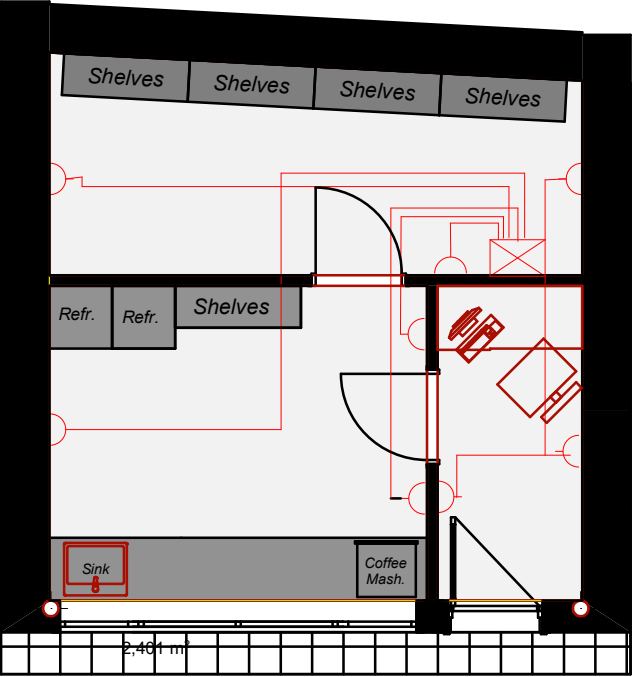 Shelves
Shelves
Shelves
Shelves
Refr.
Refr.
Shelves
Sink
Coffee
Mash.
2,401 m²